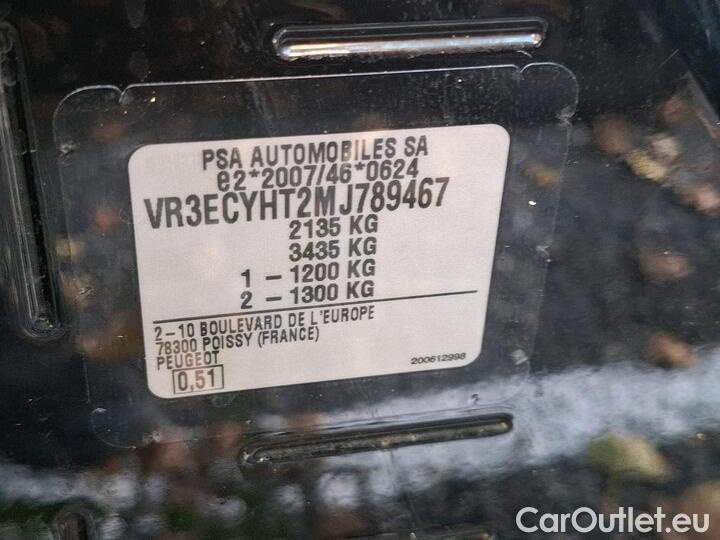 PSA AUTOMOBILES SA
e2*2007/46*0624
VR3ECYHT2MJ789467
2135 KG
3435 KG
1 - 1200 KG
2 - 1300 KG
2-10 BOULEVARD DE L'EUROPE
78300 POISSY (FRANCE)
PEUGEOT
0,51
200612998
CarOutlet.eu